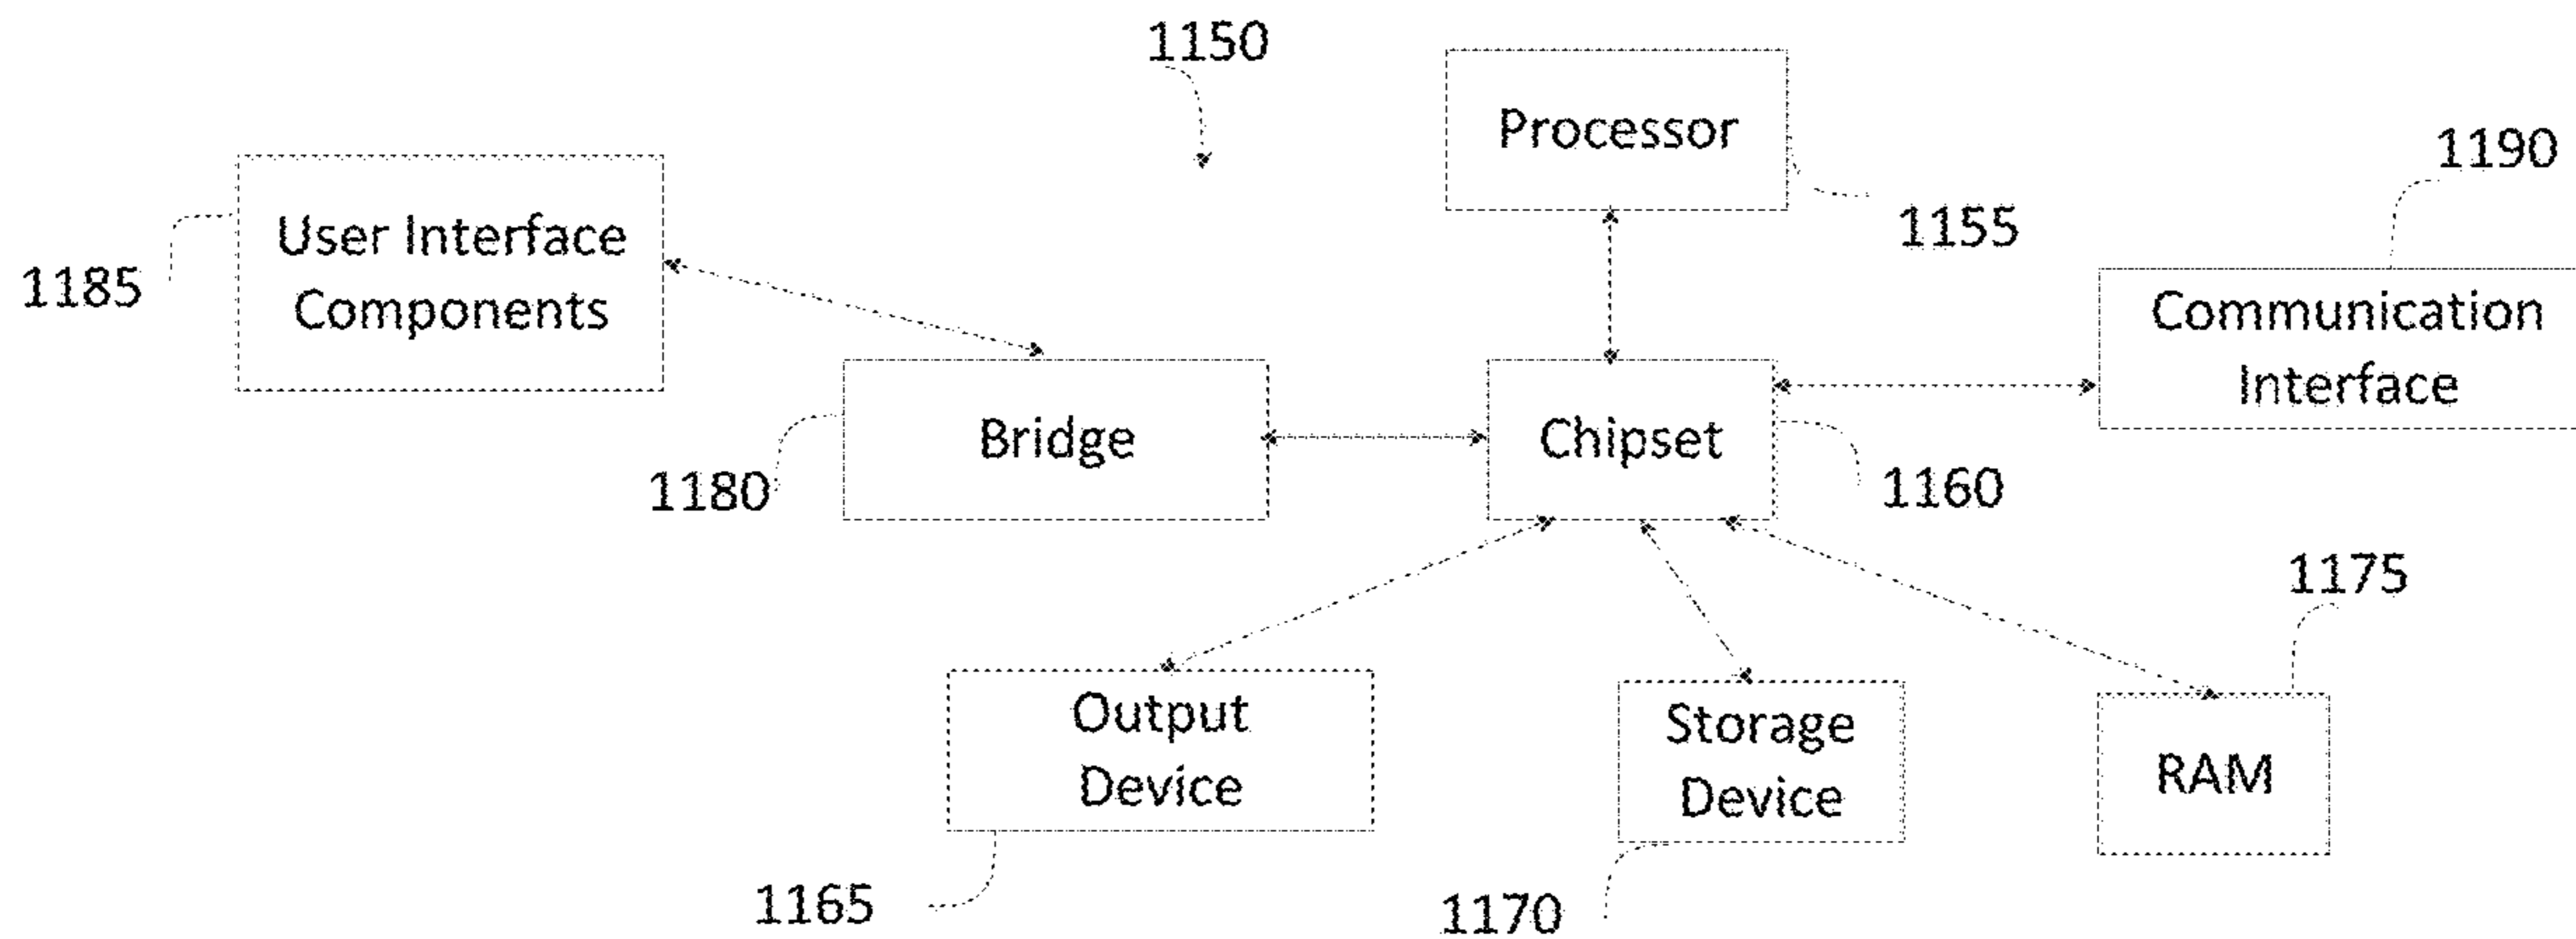 1150
Processor
1190
User Interface
Components
1155
1185
Communication
Interface
Bridge
Chipset
1180
1160
1175
Output
Device
Storage
Device
RAM
1165
1170